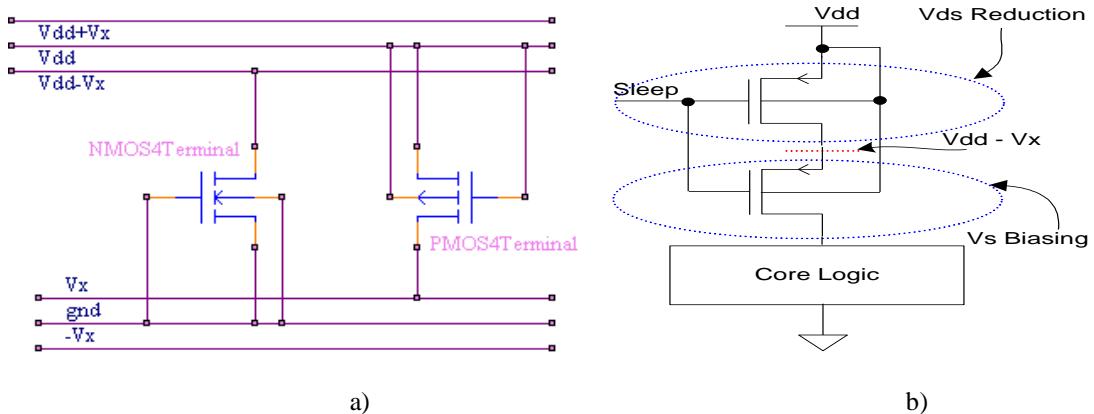 Vdd+Vx
Vdd
Vdd-Vx
NMOS4Terminal
PMOS4Terminal
Vx
gnd
-Vx
a)
Vdd
Vds Reduction
Sleep
Vdd - Vx
Vs Biasing
Core Logic
b)